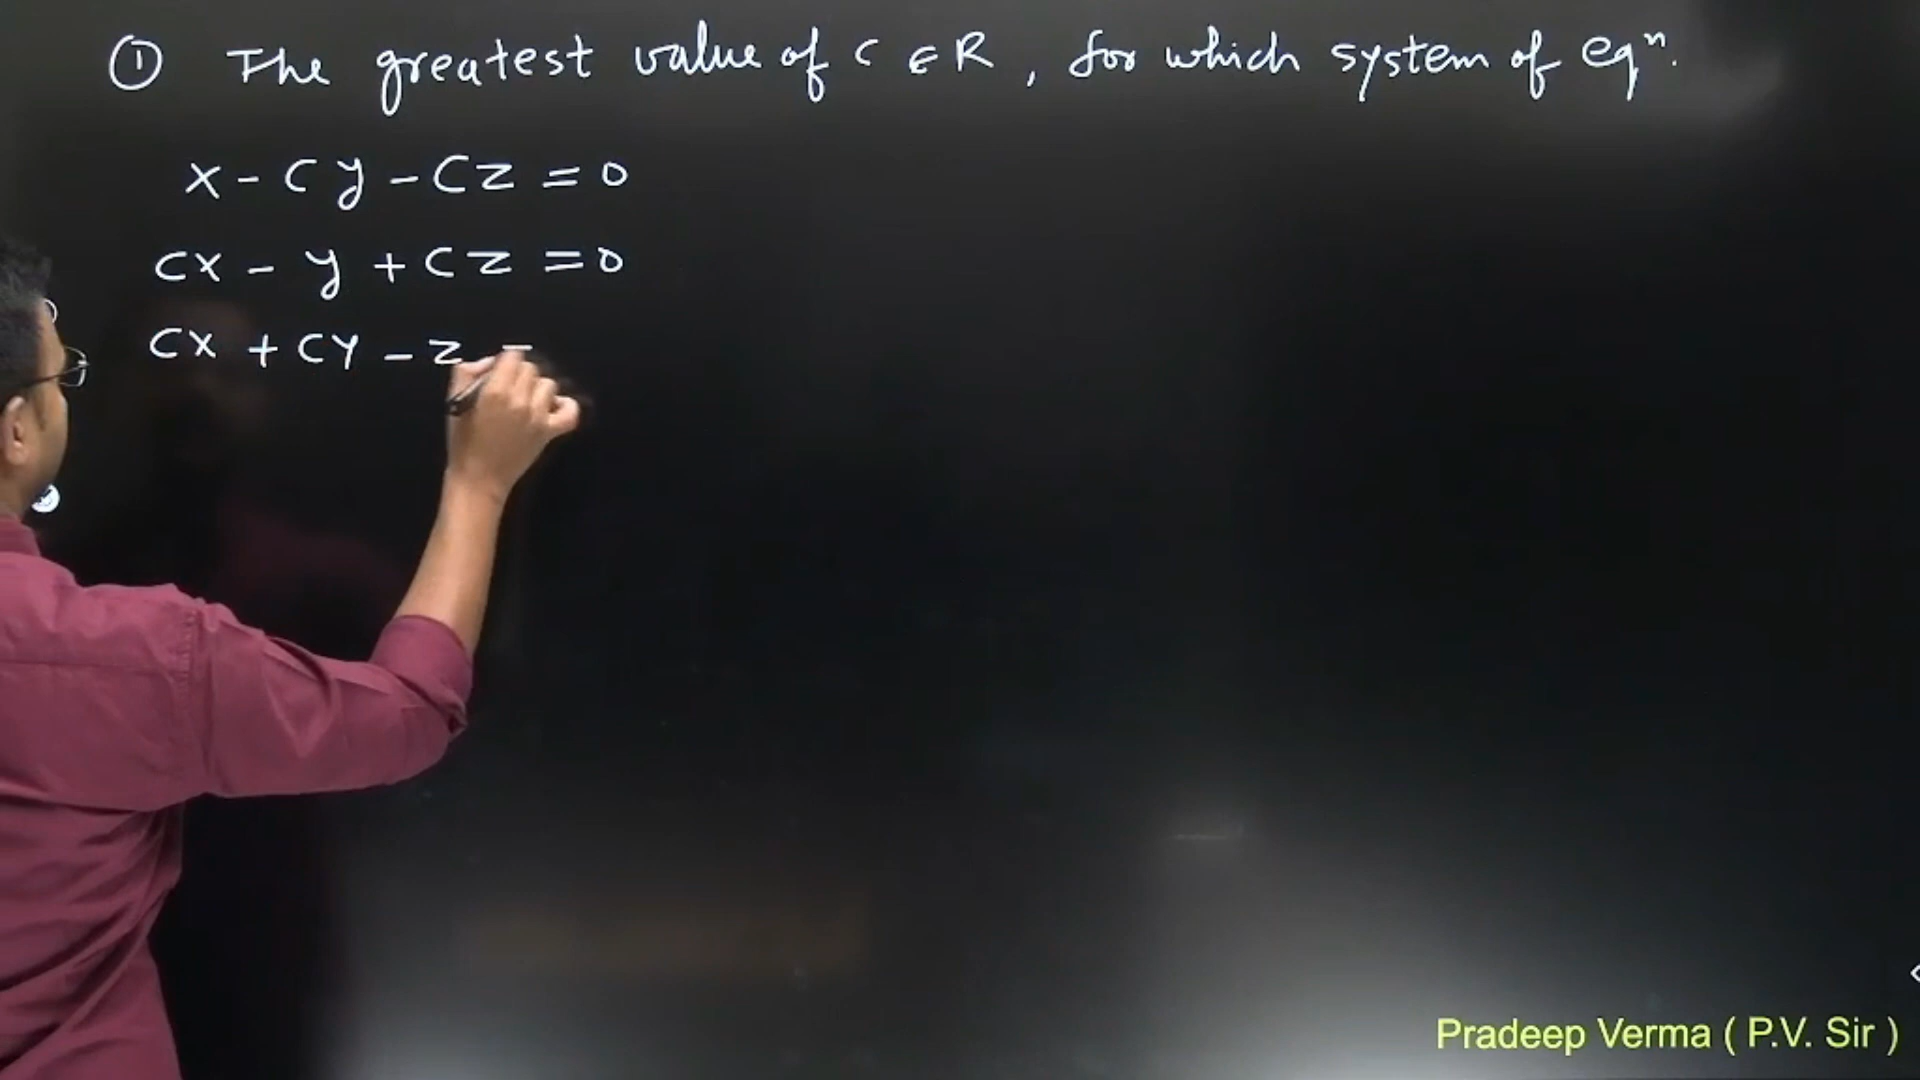 ① The greatest value of C ∈ R, for which system of eqⁿ.
x - cy - cz = 0
cx - y + cz = 0
cx + cy - z =
Pradeep Verma ( P.V. Sir )